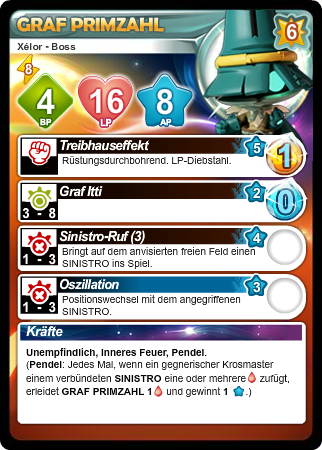 GRAF PRIMZAHL
6
Xélor - Boss
8
4
BP
16
LP
8
AP
Treibhauseffekt
5
1
Rüstungsdurchbohrend. LP-Diebstahl.
Graf Itti
2
0
3 - 8
Sinistro-Ruf (3)
4
Bringt auf dem anvisierten freien Feld einen
SINISTRO ins Spiel.
1 - 3
Oszillation
3
Positionswechsel mit dem angegriffenen
SINISTRO.
1 - 3
Kräfte
Unempfindlich, Inneres Feuer, Pendel.
(Pendel: Jedes Mal, wenn ein gegnerischer Krosmaster
einem verbündeten SINISTRO eine oder mehrere zufügt,
erleidet GRAF PRIMZAHL 1 und gewinnt 1 .)